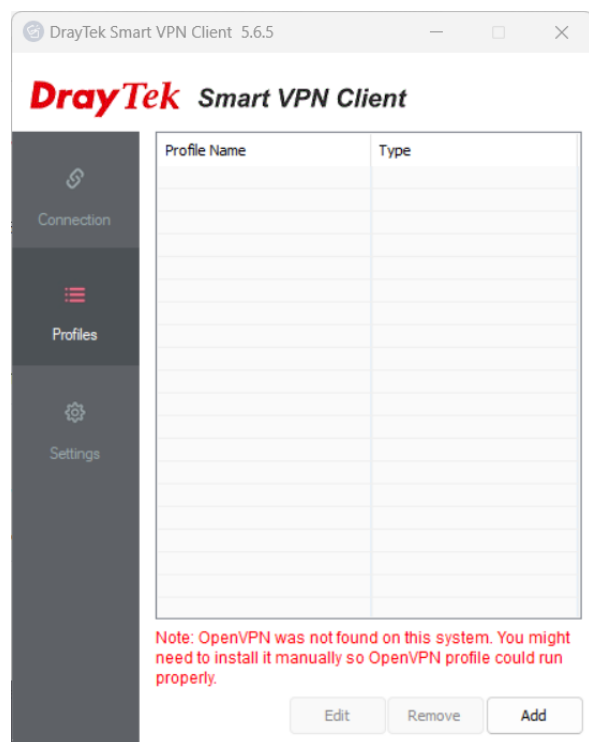 DrayTek Smart VPN Client 5.6.5
DrayTek Smart VPN Client
Profile Name Type
Connection
Profiles
Settings
Note: OpenVPN was not found on this system. You might
need to install it manually so OpenVPN profile could run
properly.
Edit Remove Add